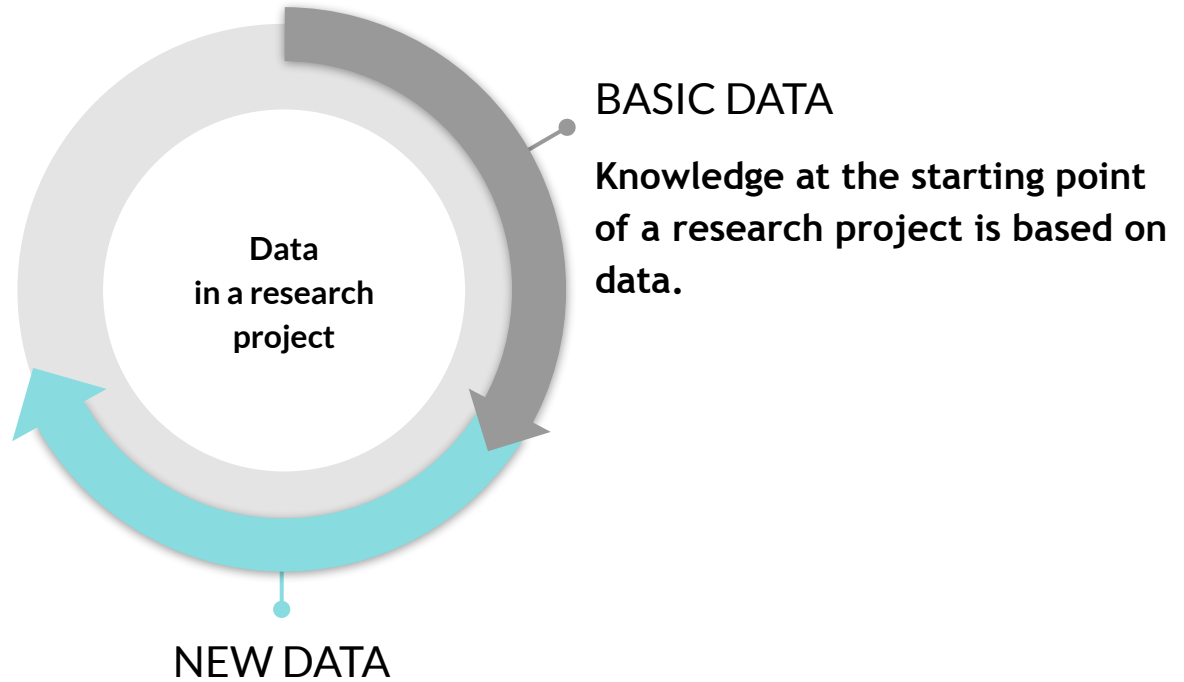 BASIC DATA
Knowledge at the starting point
of a research project is based on
data.
Data
in a research
project
NEW DATA